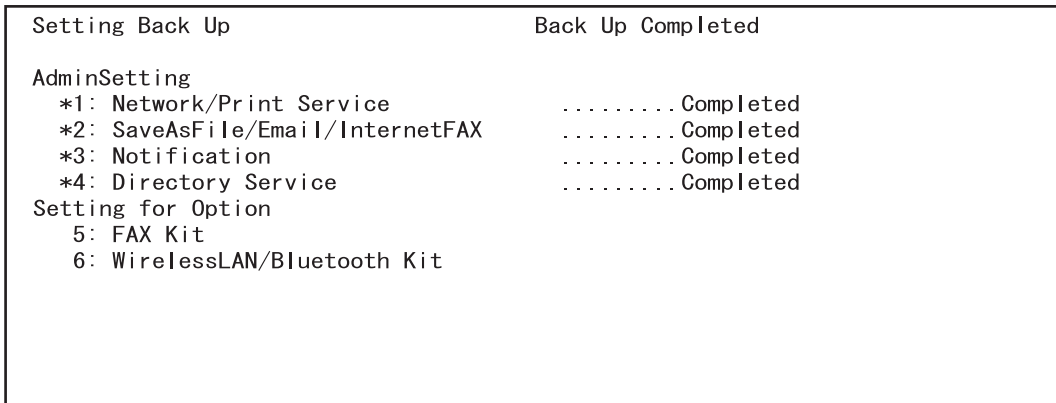 Setting Back Up Back Up Completed
AdminSetting
*1: Network/Print Service .........Completed
*2: SaveAsFile/Email/InternetFAX .........Completed
*3: Notification .........Completed
*4: Directory Service .........Completed
Setting for Option
5: FAX Kit
6: WirelessLAN/Bluetooth Kit